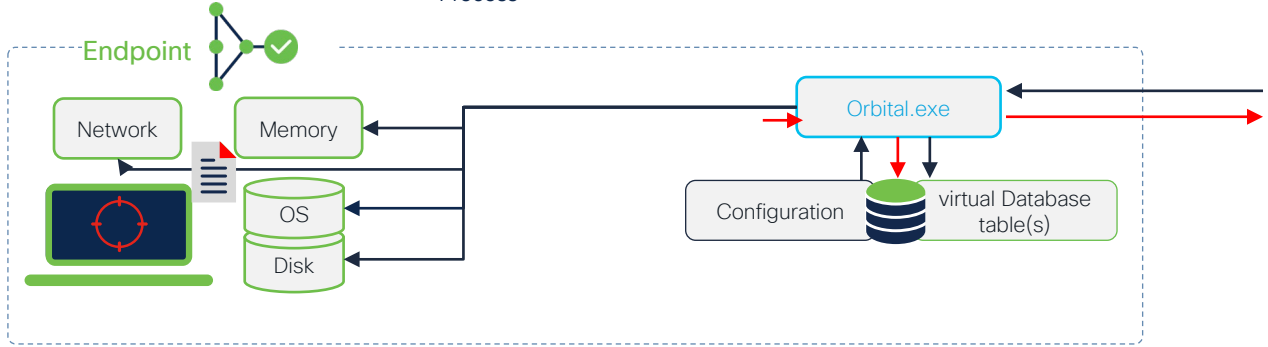 Endpoint
Network
Memory
OS
Disk
Orbital.exe
Configuration
virtual Database
table(s)